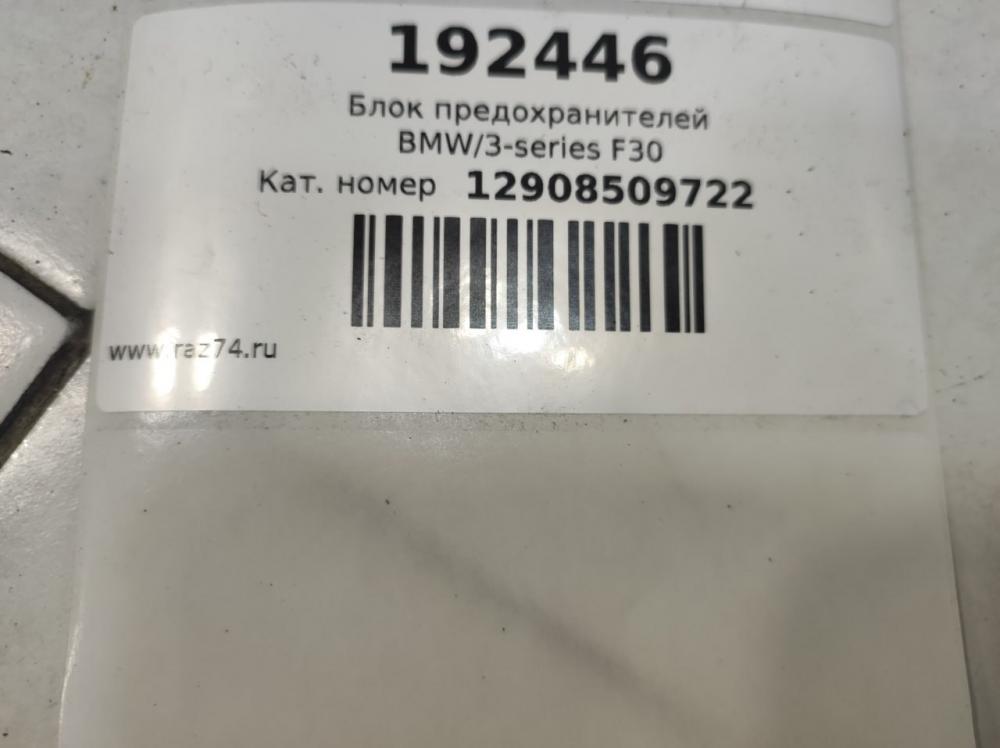 192446
Блок предохранителей
BMW/3-series F30
Кат. номер 12908509722
www.raz74.ru